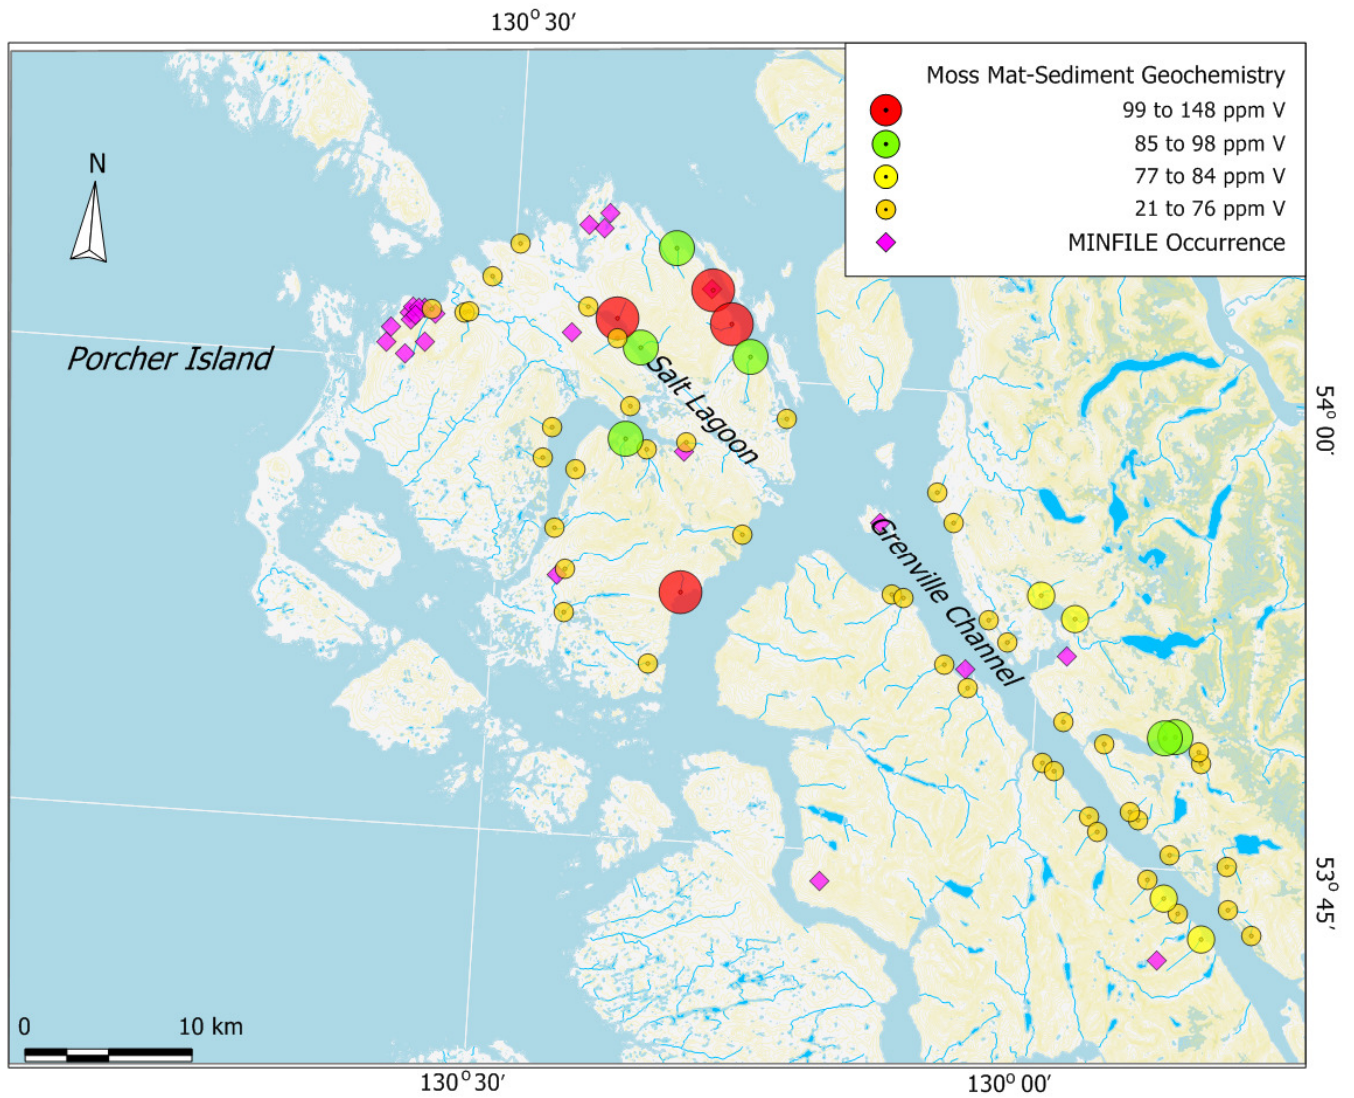 130° 30′
Moss Mat-Sediment Geochemistry
99 to 148 ppm V
85 to 98 ppm V
77 to 84 ppm V
21 to 76 ppm V
MINFILE Occurrence
N
Porcher Island
Salt Lagoon
54° 00′
Grenville Channel
53° 45′
0 10 km
130° 30′
130° 00′